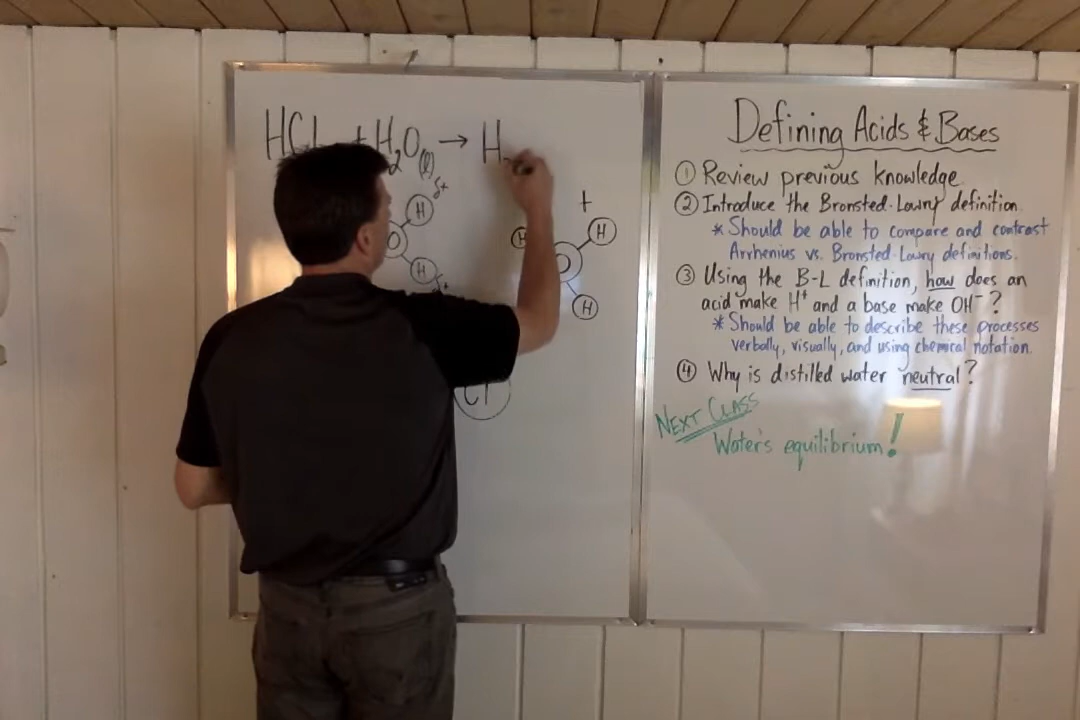 HCl + H₂O(l) → H
δ+
H
O
H
+
H
H
O
H
Cl
Defining Acids & Bases
① Review previous knowledge
② Introduce the Bronsted-Lowry definition.
* Should be able to compare and contrast
Arrhenius vs. Bronsted-Lowry definitions.
③ Using the B-L definition, how does an
acid make H⁺ and a base make OH⁻?
* Should be able to describe these processes
verbally, visually, and using chemical notation.
④ Why is distilled water neutral?
NEXT CLASS
Water's equilibrium!